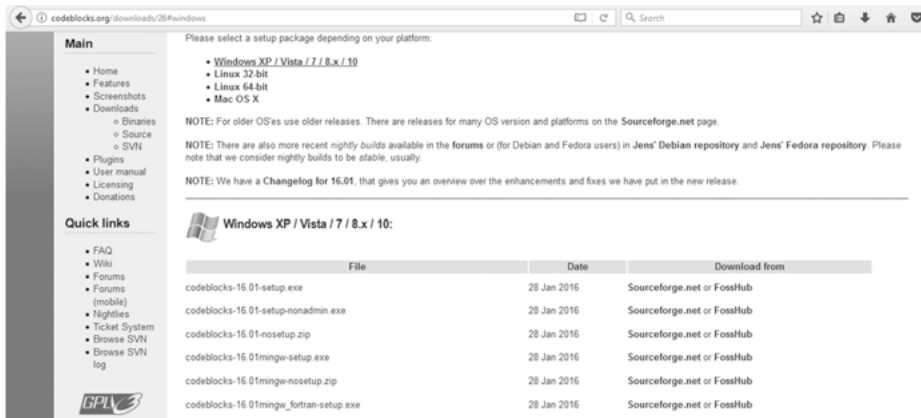 codeblocks.org/downloads/26#windows
Search
Main
Home
Features
Screenshots
Downloads
Binaries
Source
SVN
Plugins
User manual
Licensing
Donations
Quick links
FAQ
Wiki
Forums
Forums
(mobile)
Nightlies
Ticket System
Browse SVN
Browse SVN
log
GPLV3
Please select a setup package depending on your platform:
Windows XP / Vista / 7 / 8.x / 10
Linux 32-bit
Linux 64-bit
Mac OS X
NOTE: For older OS'es use older releases. There are releases for many OS version and platforms on the Sourceforge.net page.
NOTE: There are also more recent nightly builds available in the forums or (for Debian and Fedora users) in Jens' Debian repository and Jens' Fedora repository. Please
note that we consider nightly builds to be stable, usually.
NOTE: We have a Changelog for 16.01, that gives you an overview over the enhancements and fixes we have put in the new release.
Windows XP / Vista / 7 / 8.x / 10:
File Date Download from
codeblocks-16.01-setup.exe 28 Jan 2016 Sourceforge.net or FossHub
codeblocks-16.01-setup-nonadmin.exe 28 Jan 2016 Sourceforge.net or FossHub
codeblocks-16.01-nosetup.zip 28 Jan 2016 Sourceforge.net or FossHub
codeblocks-16.01mingw-setup.exe 28 Jan 2016 Sourceforge.net or FossHub
codeblocks-16.01mingw-nosetup.zip 28 Jan 2016 Sourceforge.net or FossHub
codeblocks-16.01mingw_fortran-setup.exe 28 Jan 2016 Sourceforge.net or FossHub